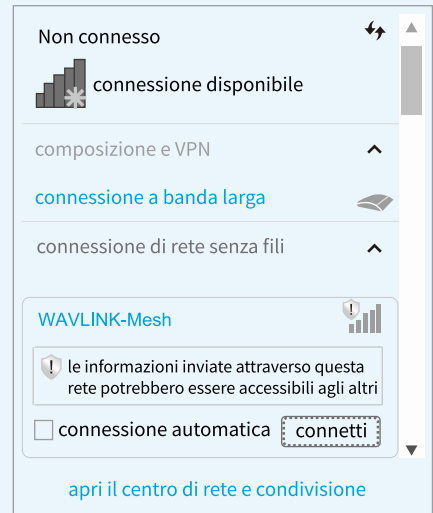 Non connesso
connessione disponibile
composizione e VPN
connessione a banda larga
connessione di rete senza fili
WAVLINK-Mesh
le informazioni inviate attraverso questa
rete potrebbero essere accessibili agli altri
connessione automatica connetti
apri il centro di rete e condivisione